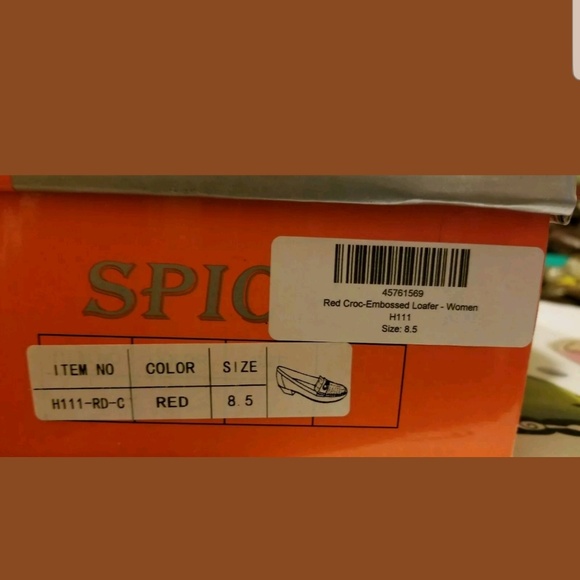 SPIC
45761569
Red Croc-Embossed Loafer - Women
H111
Size: 8.5
ITEM NO COLOR SIZE
H111-RD-C RED 8.5